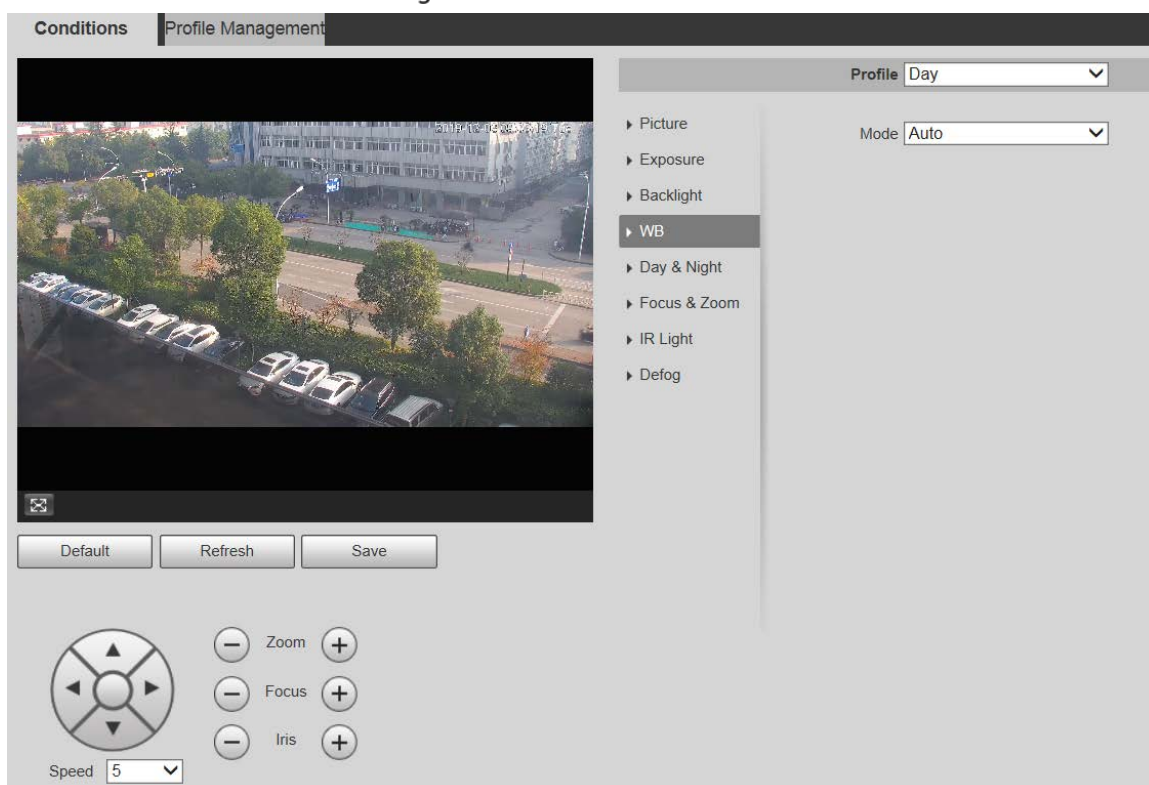 Conditions
Profile Management
Profile Day
Picture
Mode Auto
Exposure
Backlight
WB
Day & Night
Focus & Zoom
IR Light
Defog
Default Refresh Save
Zoom
Focus
Iris
Speed 5